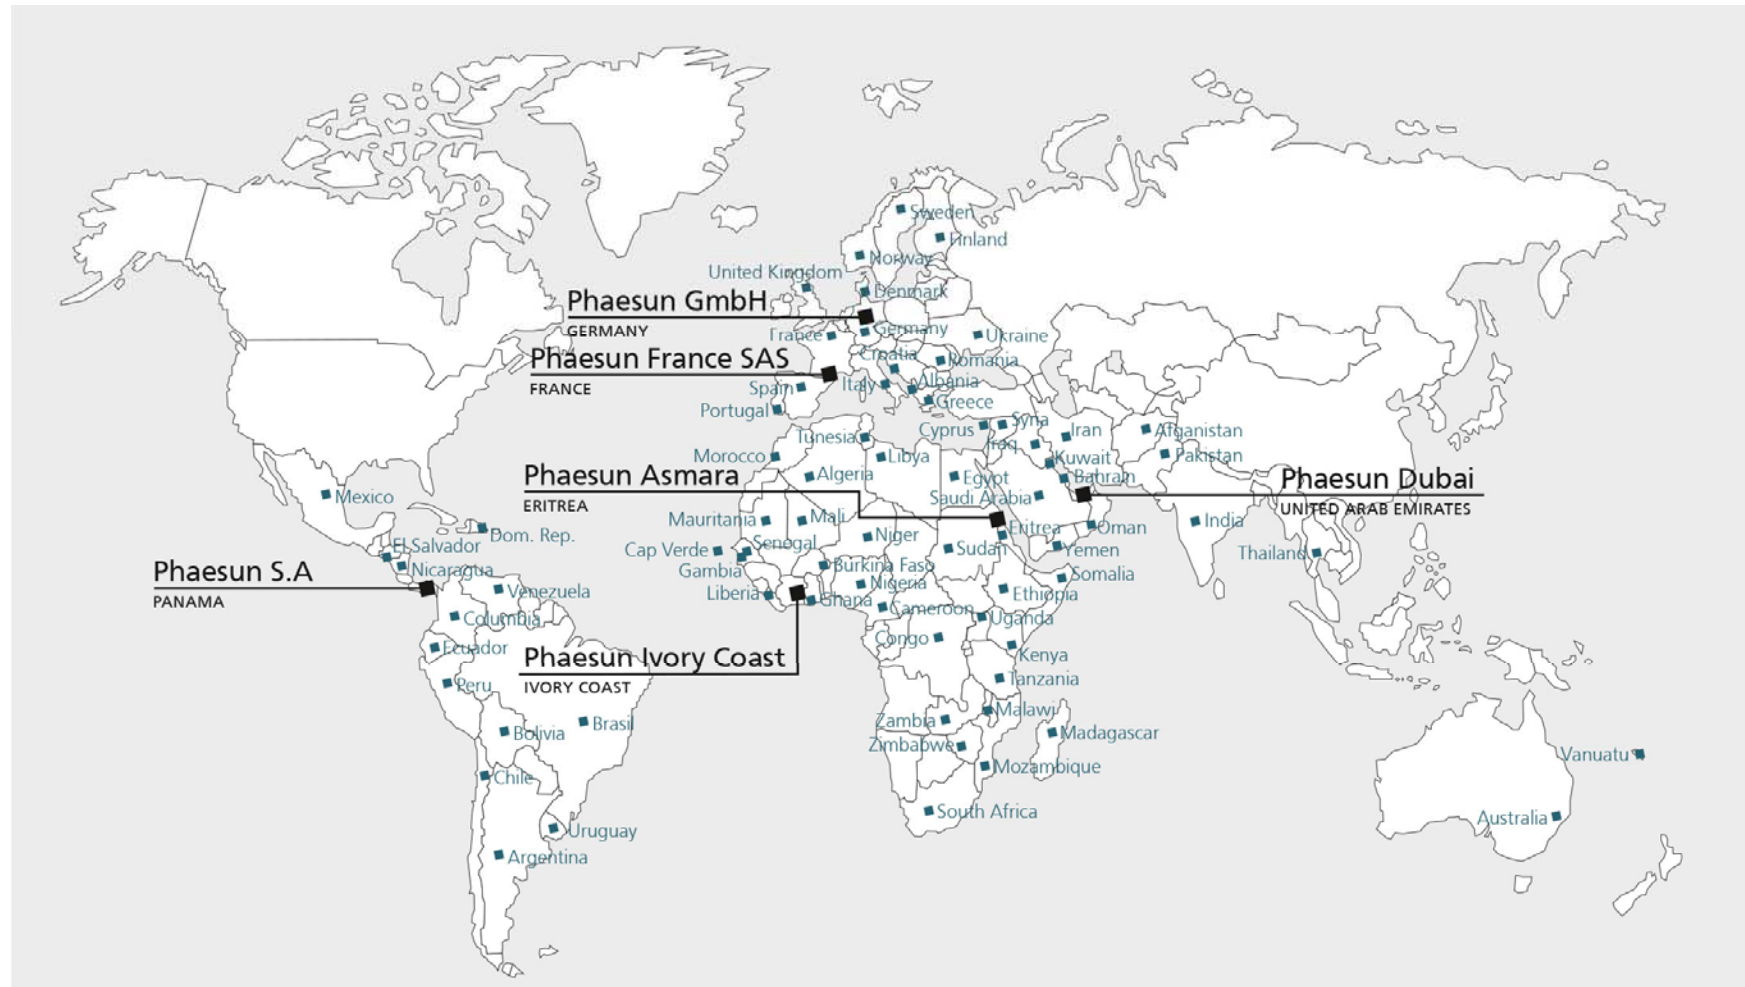 Sweden
Finland
Norway
United Kingdom
Denmark
Phaesun GmbH
GERMANY
Germany
France
Ukraine
Phaesun France SAS
FRANCE
Croatia
Romania
Spain
Italy
Albania
Portugal
Greece
Cyprus
Syria
Iran
Afganistan
Tunesia
Iraq
Morocco
Libya
Kuwait
Pakistan
Phaesun Asmara
ERITREA
Algeria
Egypt
Bahrain
Phaesun Dubai
UNITED ARAB EMIRATES
Saudi Arabia
Mexico
Mauritania
Mali
Eritrea
Oman
India
Dom. Rep.
Niger
El Salvador
Cap Verde
Senegal
Sudan
Yemen
Thailand
Nicaragua
Gambia
Burkina Faso
Somalia
Phaesun S.A
PANAMA
Venezuela
Liberia
Nigeria
Ghana
Ethiopia
Columbia
Cameroon
Uganda
Ecuador
Congo
Phaesun Ivory Coast
IVORY COAST
Kenya
Peru
Tanzania
Malawi
Brasil
Zambia
Bolivia
Madagascar
Zimbabwe
Vanuatu
Chile
Mozambique
South Africa
Australia
Uruguay
Argentina